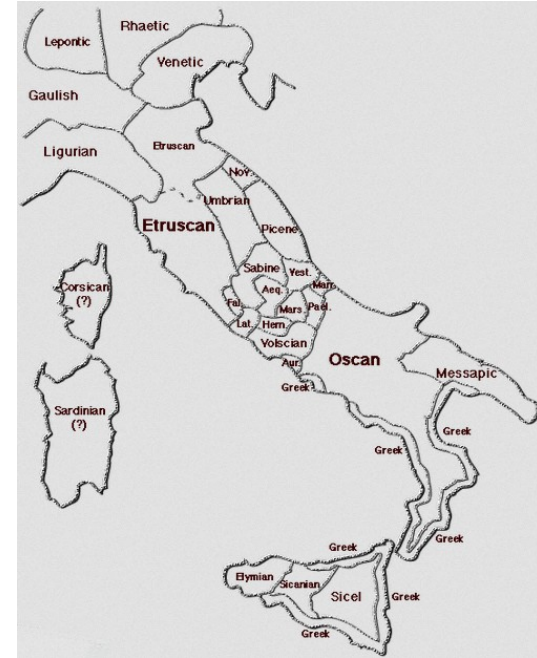 Rhaetic
Lepontic
Venetic
Gaulish
Etruscan
Ligurian
Nov.
Umbrian
Etruscan
Picene
Sabine
Vest.
Corsican
(?)
Aeq.
Marr.
Fal.
Mars.
Pael.
Lat.
Hern.
Volscian
Aur.
Oscan
Messapic
Greek
Sardinian
(?)
Greek
Greek
Greek
Greek
Elymian
Sicanian
Sicel
Greek
Greek